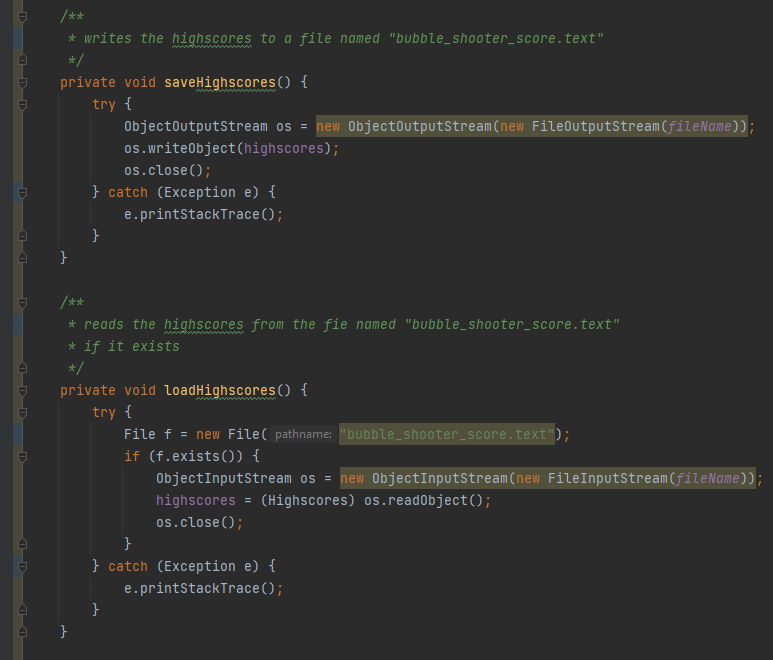 /**
 * writes the highscores to a file named "bubble_shooter_score.text"
 */
private void saveHighscores() {
    try {
        ObjectOutputStream os = new ObjectOutputStream(new FileOutputStream(fileName));
        os.writeObject(highscores);
        os.close();
    } catch (Exception e) {
        e.printStackTrace();
    }
}

/**
 * reads the highscores from the fie named "bubble_shooter_score.text"
 * if it exists
 */
private void loadHighscores() {
    try {
        File f = new File( pathname: "bubble_shooter_score.text");
        if (f.exists()) {
            ObjectInputStream os = new ObjectInputStream(new FileInputStream(fileName));
            highscores = (Highscores) os.readObject();
            os.close();
        }
    } catch (Exception e) {
        e.printStackTrace();
    }
}